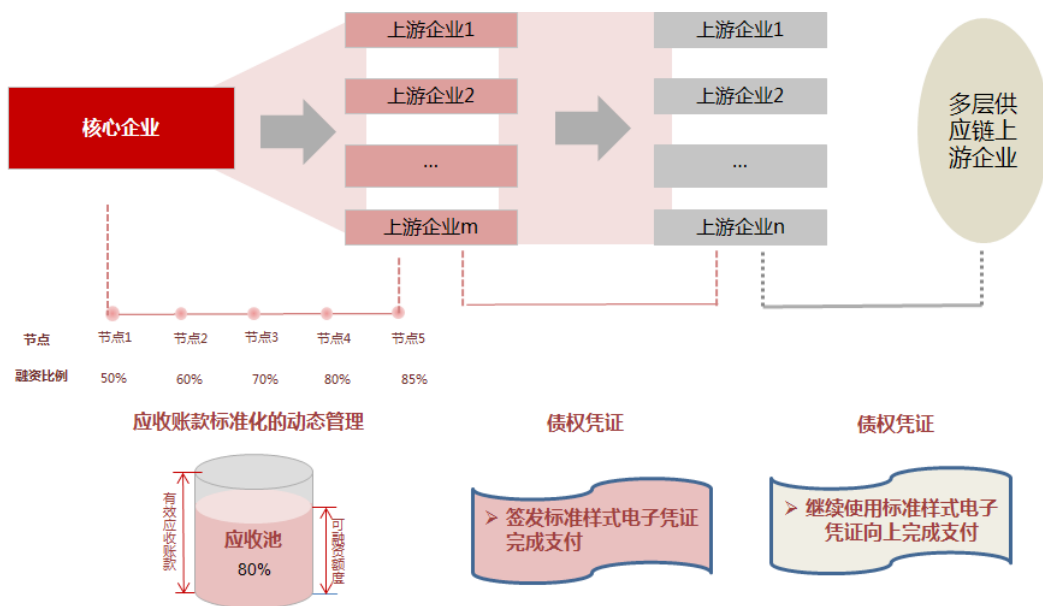 核心企业
上游企业1
上游企业2
...
上游企业m
上游企业1
上游企业2
...
上游企业n
多层供
应链上
游企业
节点 节点1 节点2 节点3 节点4 节点5
融资比例 50% 60% 70% 80% 85%
应收账款标准化的动态管理
有效应收账款
应收池
80%
可融资额度
债权凭证
➢ 签发标准样式电子凭证
完成支付
债权凭证
➢ 继续使用标准样式电子
凭证向上完成支付